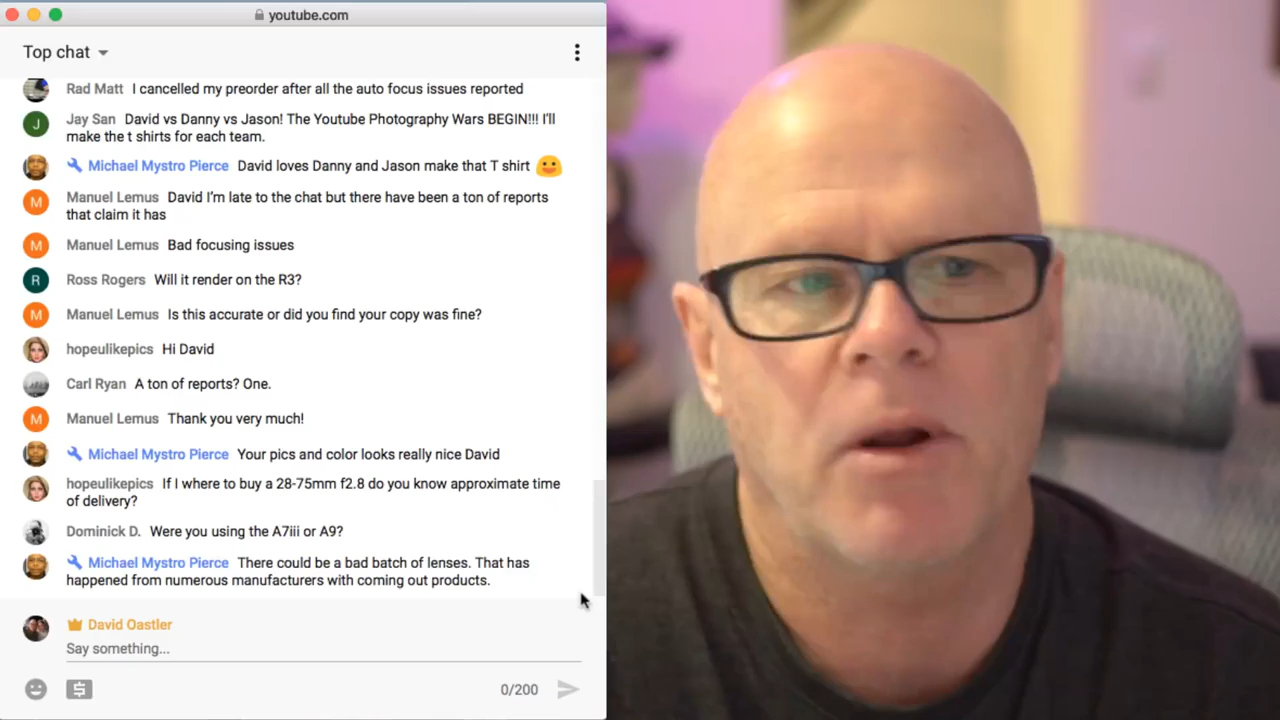 youtube.com
Top chat
Rad Matt I cancelled my preorder after all the auto focus issues reported
Jay San David vs Danny vs Jason! The Youtube Photography Wars BEGIN!!! I'll
make the t shirts for each team.
Michael Mystro Pierce David loves Danny and Jason make that T shirt
Manuel Lemus David I'm late to the chat but there have been a ton of reports
that claim it has
Manuel Lemus Bad focusing issues
Ross Rogers Will it render on the R3?
Manuel Lemus Is this accurate or did you find your copy was fine?
hopeulikepics Hi David
Carl Ryan A ton of reports? One.
Manuel Lemus Thank you very much!
Michael Mystro Pierce Your pics and color looks really nice David
hopeulikepics If I where to buy a 28-75mm f2.8 do you know approximate time
of delivery?
Dominick D. Were you using the A7iii or A9?
Michael Mystro Pierce There could be a bad batch of lenses. That has
happened from numerous manufacturers with coming out products.
David Oastler
Say something...
0/200